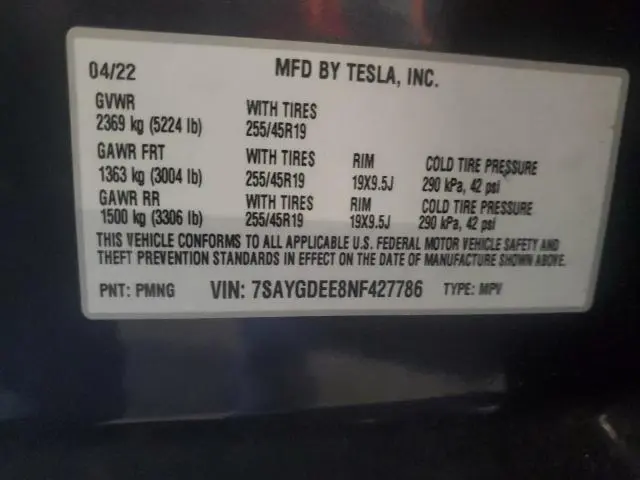 04/22 MFD BY TESLA, INC.
GVWR WITH TIRES
2369 kg (5224 lb) 255/45R19
GAWR FRT WITH TIRES RIM COLD TIRE PRESSURE
1363 kg (3004 lb) 255/45R19 19X9.5J 290 kPa, 42 psi
GAWR RR WITH TIRES RIM COLD TIRE PRESSURE
1500 kg (3306 lb) 255/45R19 19X9.5J 290 kPa, 42 psi
THIS VEHICLE CONFORMS TO ALL APPLICABLE U.S. FEDERAL MOTOR VEHICLE SAFETY AND
THEFT PREVENTION STANDARDS IN EFFECT ON THE DATE OF MANUFACTURE SHOWN ABOVE.
PNT: PMNG VIN: 7SAYGDEE8NF427786 TYPE: MPV